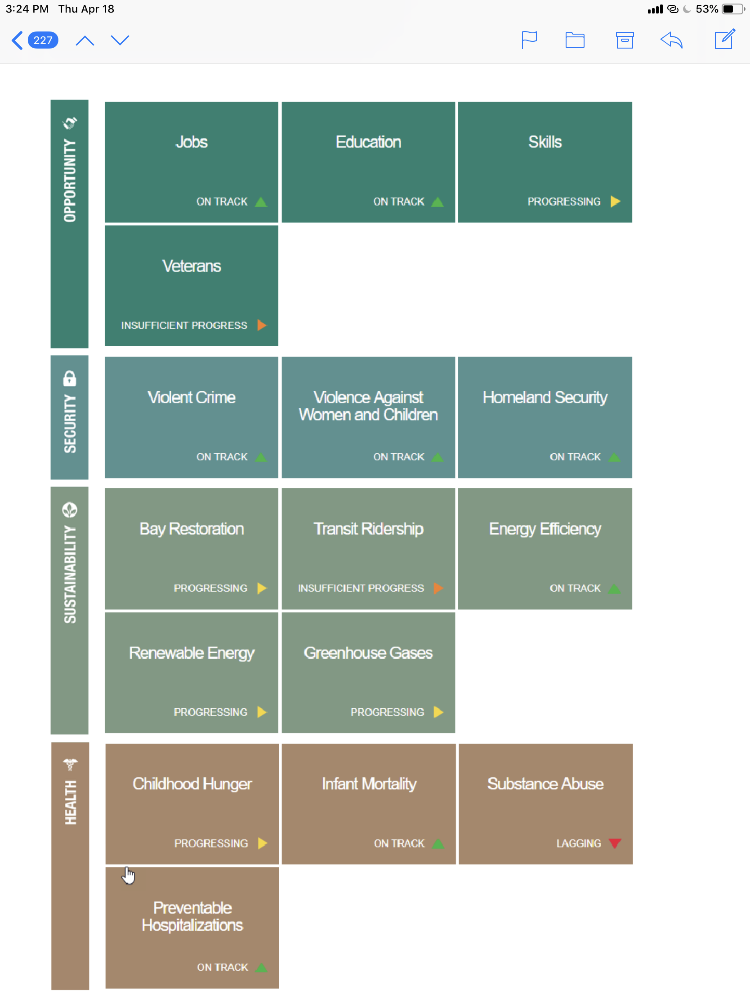 3:24 PM Thu Apr 18
53%
227
OPPORTUNITY
Jobs
ON TRACK
Education
ON TRACK
Skills
PROGRESSING
Veterans
INSUFFICIENT PROGRESS
SECURITY
Violent Crime
ON TRACK
Violence Against
Women and Children
ON TRACK
Homeland Security
ON TRACK
SUSTAINABILITY
Bay Restoration
PROGRESSING
Transit Ridership
INSUFFICIENT PROGRESS
Energy Efficiency
ON TRACK
Renewable Energy
PROGRESSING
Greenhouse Gases
PROGRESSING
HEALTH
Childhood Hunger
PROGRESSING
Infant Mortality
ON TRACK
Substance Abuse
LAGGING
Preventable
Hospitalizations
ON TRACK